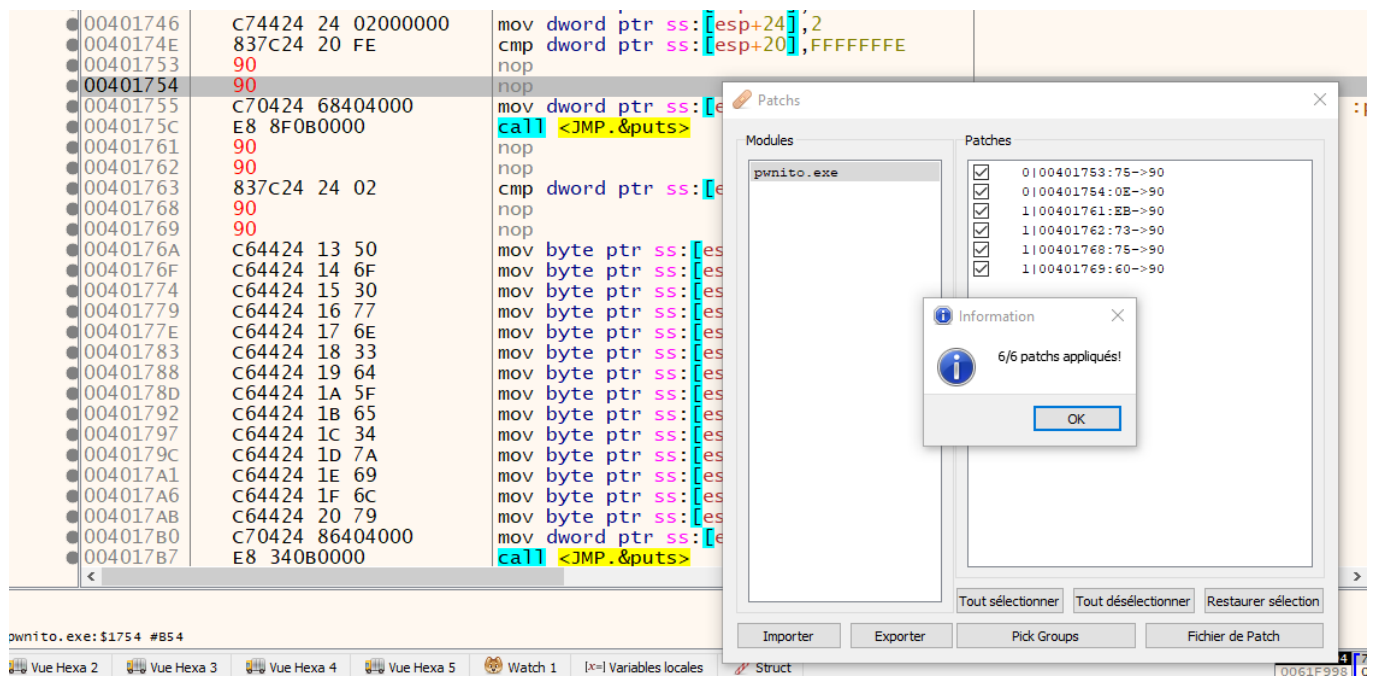 00401746 C74424 24 02000000 mov dword ptr ss:[esp+24],2
0040174E 837C24 20 FE cmp dword ptr ss:[esp+20],FFFFFFFE
00401753 90 nop
00401754 90 nop
00401755 C70424 68404000 mov dword ptr ss:[e
0040175C E8 8F0B0000 call <JMP.&puts>
00401761 90 nop
00401762 90 nop
00401763 837C24 24 02 cmp dword ptr ss:[e
00401768 90 nop
00401769 90 nop
0040176A C64424 13 50 mov byte ptr ss:[es
0040176F C64424 14 6F mov byte ptr ss:[es
00401774 C64424 15 30 mov byte ptr ss:[es
00401779 C64424 16 77 mov byte ptr ss:[es
0040177E C64424 17 6E mov byte ptr ss:[es
00401783 C64424 18 33 mov byte ptr ss:[es
00401788 C64424 19 64 mov byte ptr ss:[es
0040178D C64424 1A 5F mov byte ptr ss:[es
00401792 C64424 1B 65 mov byte ptr ss:[es
00401797 C64424 1C 34 mov byte ptr ss:[es
0040179C C64424 1D 7A mov byte ptr ss:[es
004017A1 C64424 1E 69 mov byte ptr ss:[es
004017A6 C64424 1F 6C mov byte ptr ss:[es
004017AB C64424 20 79 mov byte ptr ss:[es
004017B0 C70424 86404000 mov dword ptr ss:[e
004017B7 E8 340B0000 call <JMP.&puts>
Patchs
Modules
pwnito.exe
Patches
0|00401753:75->90
0|00401754:0E->90
1|00401761:EB->90
1|00401762:73->90
1|00401768:75->90
1|00401769:60->90
Information
6/6 patchs appliqués!
OK
Tout sélectionner Tout désélectionner Restaurer sélection
Importer Exporter Pick Groups Fichier de Patch
pwnito.exe:$1754 #B54
Vue Hexa 2 Vue Hexa 3 Vue Hexa 4 Vue Hexa 5 Watch 1 [x=] Variables locales Struct
0061F998